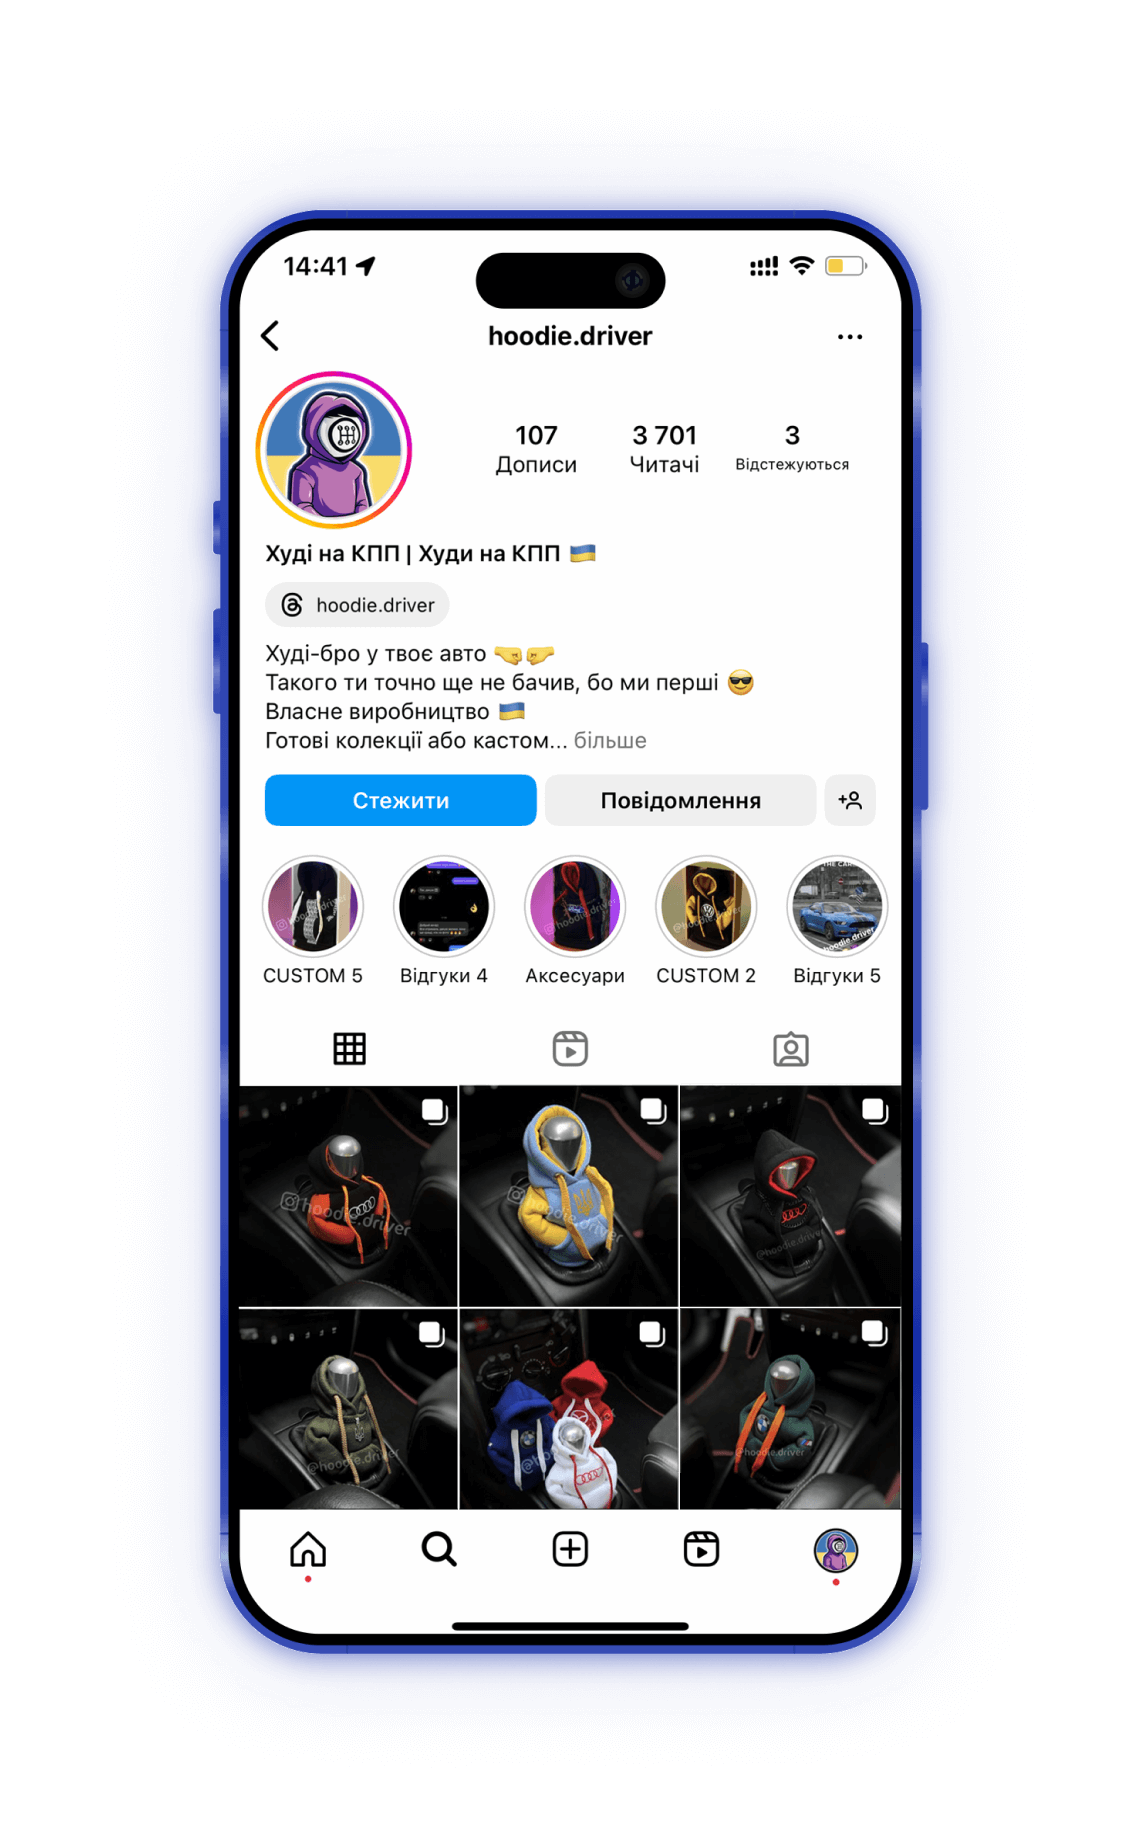 14:41
hoodie.driver
107
Дописи
3 701
Читачі
3
Відстежуються
Худі на КПП | Худи на КПП 🇺🇦
hoodie.driver
Худі-бро у твоє авто 🤜🤛
Такого ти точно ще не бачив, бо ми перші 😎
Власне виробництво 🇺🇦
Готові колекції або кастом... більше
Стежити
Повідомлення
CUSTOM 5
Відгуки 4
Аксесуари
CUSTOM 2
Відгуки 5
hoodie.driver
hoodie.driver
@hoodie.driver
@hoodie.driver
@hoodie.driver